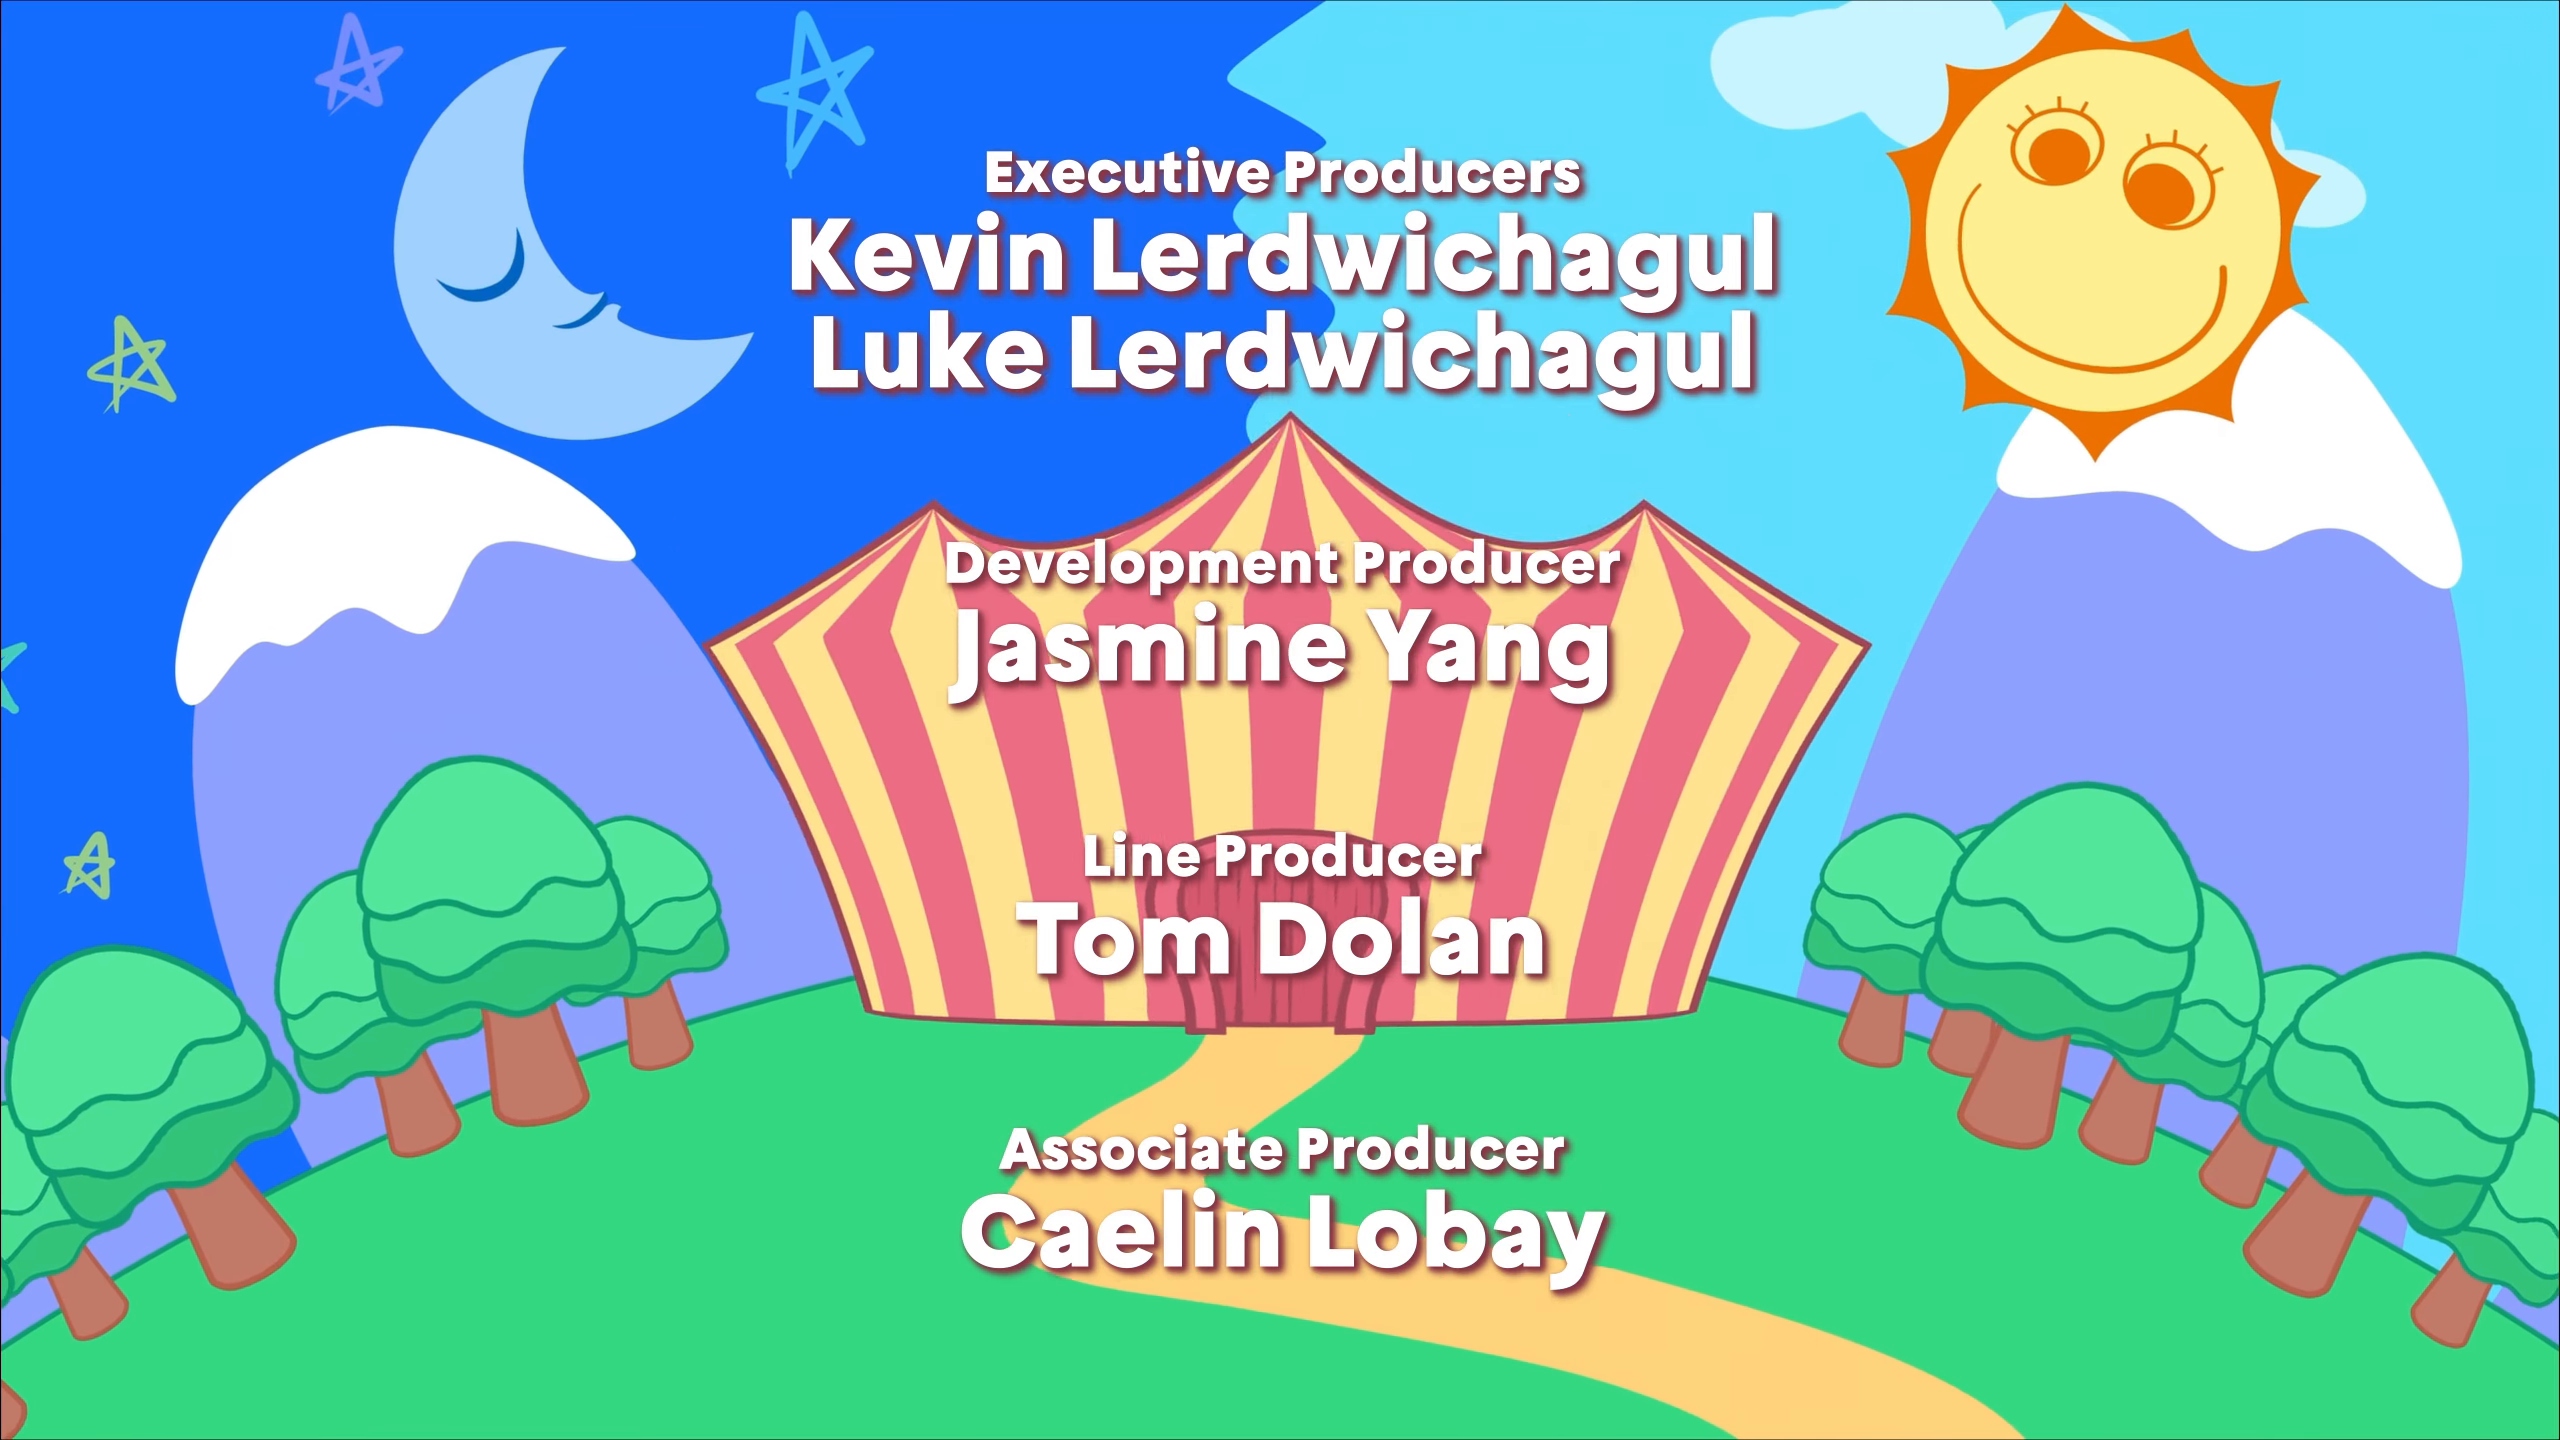 Executive Producers
Kevin Lerdwichagul
Luke Lerdwichagul
Development Producer
Jasmine Yang
Line Producer
Tom Dolan
Associate Producer
Caelin Lobay